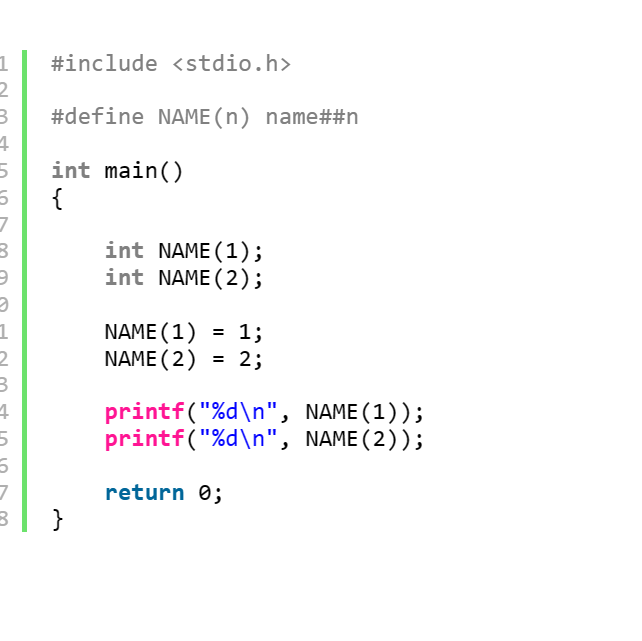 1 #include <stdio.h>
2
3 #define NAME(n) name##n
4
5 int main()
6 {
7
8     int NAME(1);
9     int NAME(2);
0
1     NAME(1) = 1;
2     NAME(2) = 2;
3
4     printf("%d\n", NAME(1));
5     printf("%d\n", NAME(2));
6
7     return 0;
8 }